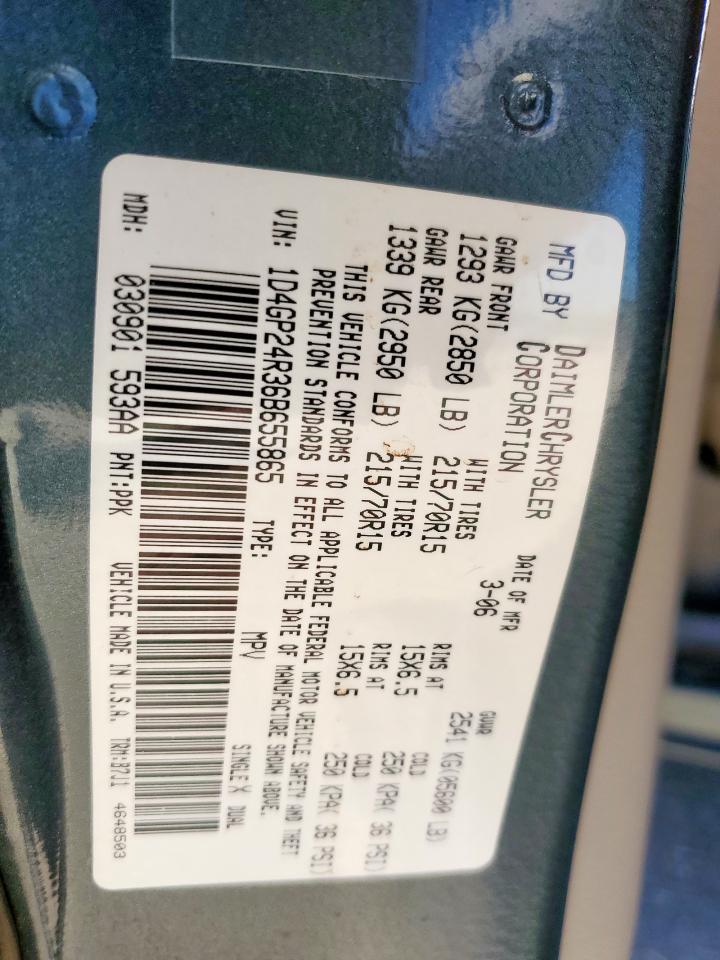 MFD BY DAIMLERCHRYSLER CORPORATION
DATE OF MFR 3-06
GVWR 2541 KG(05600 LB)
GAWR FRONT WITH TIRES RIMS AT COLD
1293 KG(2850 LB) 215/70R15 15X6.5 250 KPA( 36 PSI)
GAWR REAR WITH TIRES RIMS AT COLD
1339 KG(2950 LB) 215/70R15 15X6.5 250 KPA( 36 PSI)
THIS VEHICLE CONFORMS TO ALL APPLICABLE FEDERAL MOTOR VEHICLE SAFETY AND THEFT
PREVENTION STANDARDS IN EFFECT ON THE DATE OF MANUFACTURE SHOWN ABOVE.
VIN: 1D4GP24R36B655865 TYPE: MPV SINGLE X DUAL
MDH: 030901 593AA PNT:PPK VEHICLE MADE IN U.S.A. TRM:B7J1 4648503